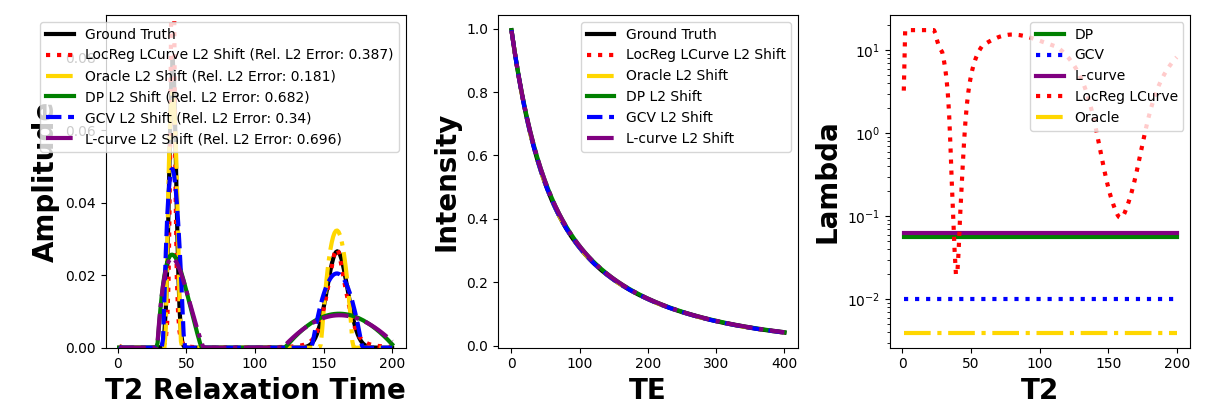 Ground Truth
LocReg LCurve L2 Shift (Rel. L2 Error: 0.387)
Oracle L2 Shift (Rel. L2 Error: 0.181)
DP L2 Shift (Rel. L2 Error: 0.682)
GCV L2 Shift (Rel. L2 Error: 0.34)
L-curve L2 Shift (Rel. L2 Error: 0.696)
Amplitude
0.08
0.06
0.04
0.02
0.00
0
50
100
150
200
T2 Relaxation Time
Ground Truth
LocReg LCurve L2 Shift
Oracle L2 Shift
DP L2 Shift
GCV L2 Shift
L-curve L2 Shift
Intensity
1.0
0.8
0.6
0.4
0.2
0.0
0
100
200
300
400
TE
DP
GCV
L-curve
LocReg LCurve
Oracle
Lambda
10¹
10⁰
10⁻¹
10⁻²
0
50
100
150
200
T2